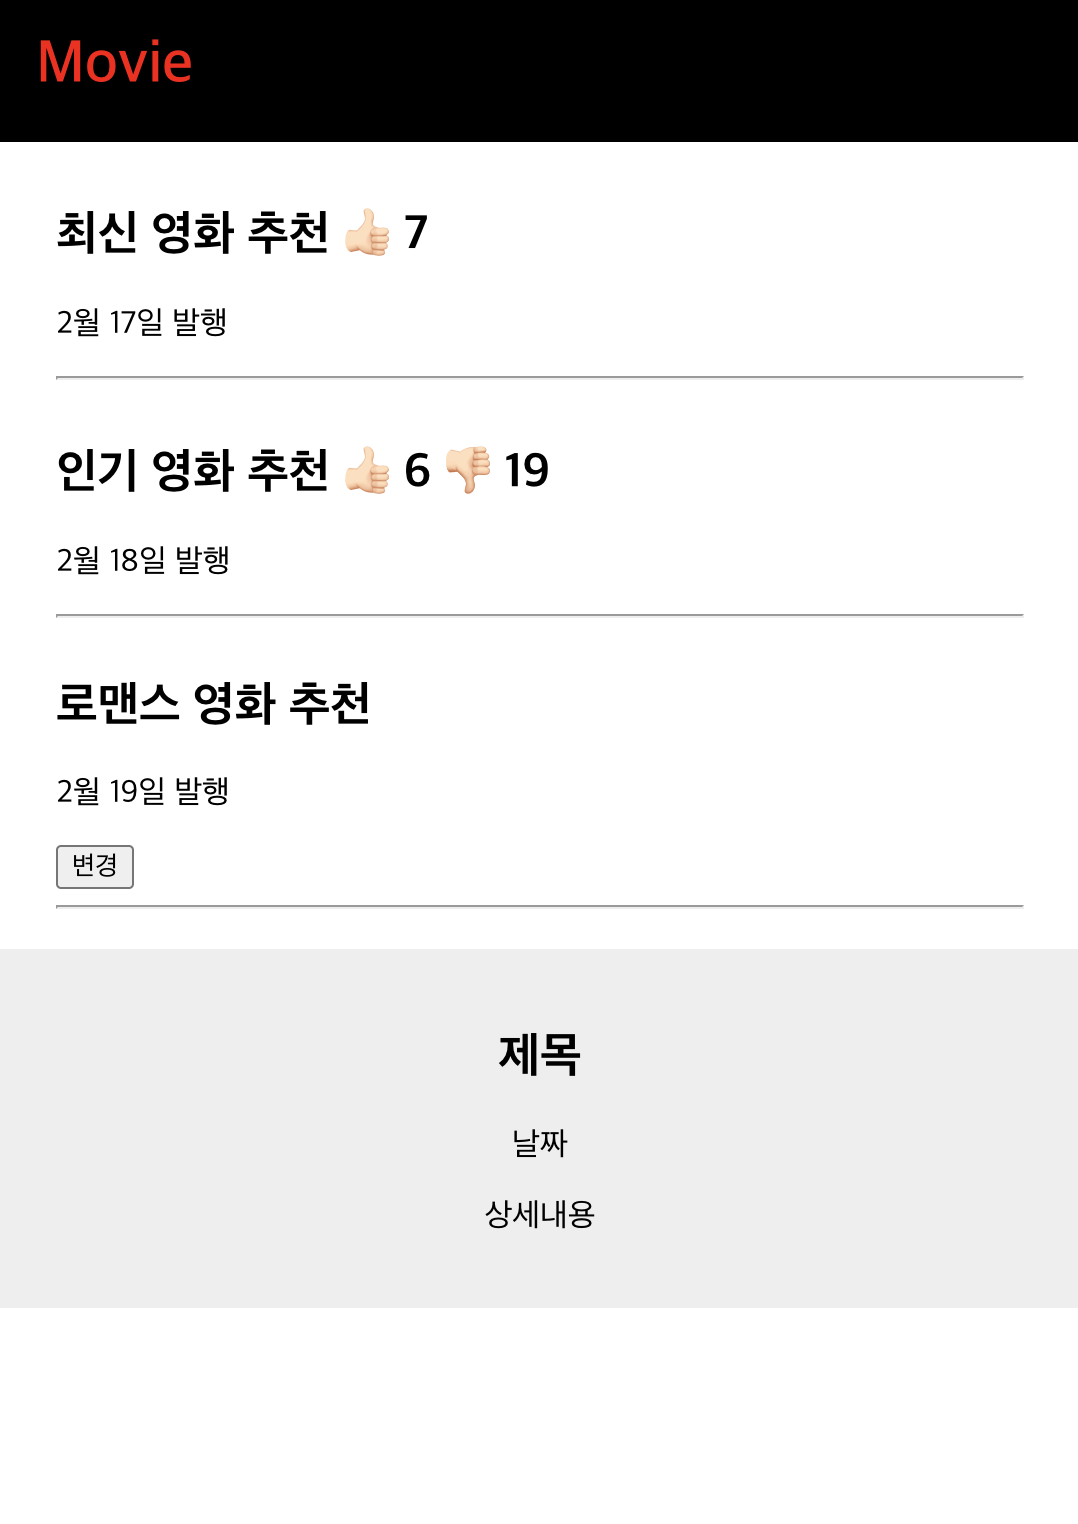 Movie
최신 영화 추천 👍🏻 7
2월 17일 발행
인기 영화 추천 👍🏻 6 👎🏻 19
2월 18일 발행
로맨스 영화 추천
2월 19일 발행
변경
제목
날짜
상세내용